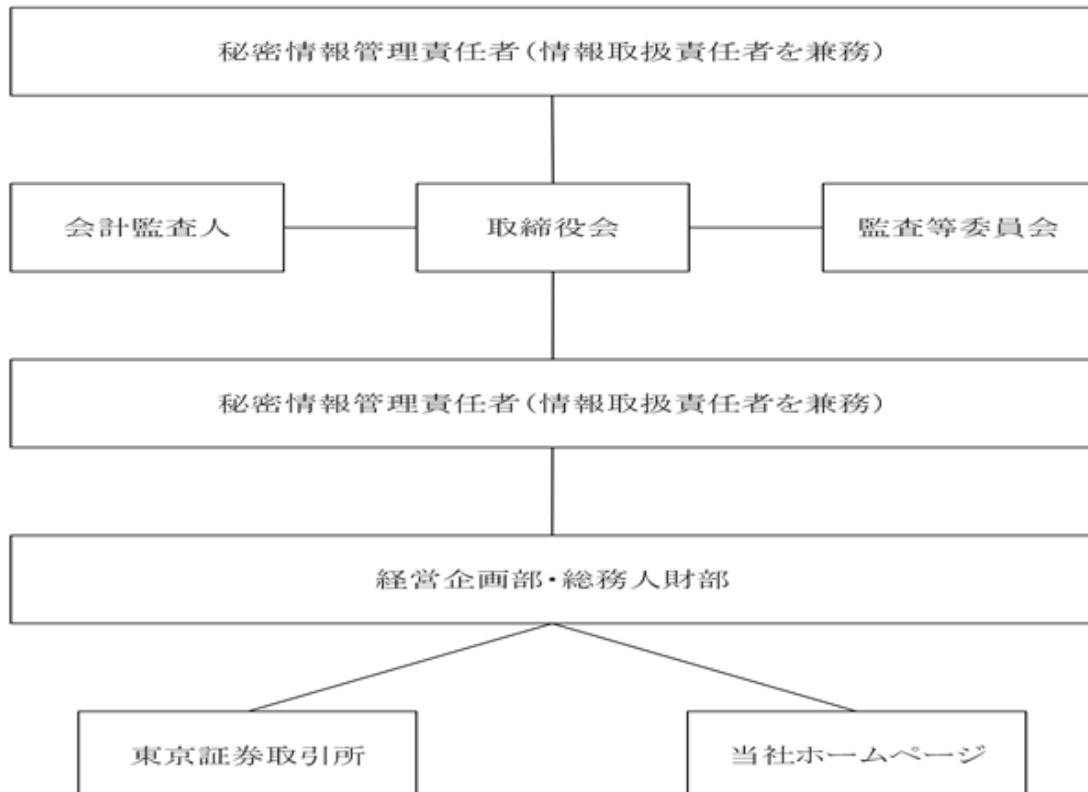 秘密情報管理責任者(情報取扱責任者を兼務)
会計監査人
取締役会
監査等委員会
秘密情報管理責任者(情報取扱責任者を兼務)
経営企画部・総務人財部
東京証券取引所
当社ホームページ